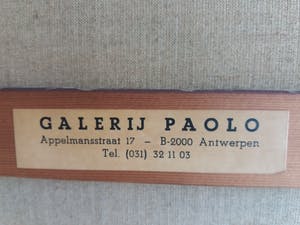 GALERIJ PAOLO
Appelmansstraat 17 – B-2000 Antwerpen
Tel. (031) 32 11 03